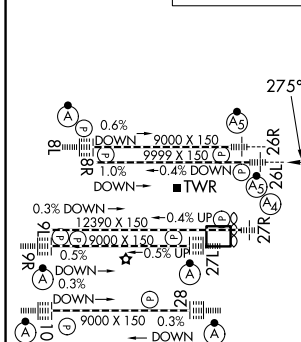 275°
A
P
0.6%
A5
DOWN
9000 X 150
8L
8R
9999 X 150
P
26R
26L
1.0%
0.4% DOWN
P
DOWN
TWR
A5
A4
0.3% DOWN
0.4% UP
12390 X 150
9L
P
P
9000 X 150
P
27R
9R
0.5%
0.5% UP
27L
A
DOWN
0.3%
A
DOWN
P
28
10
P
9000 X 150
0.3%
A
DOWN
A